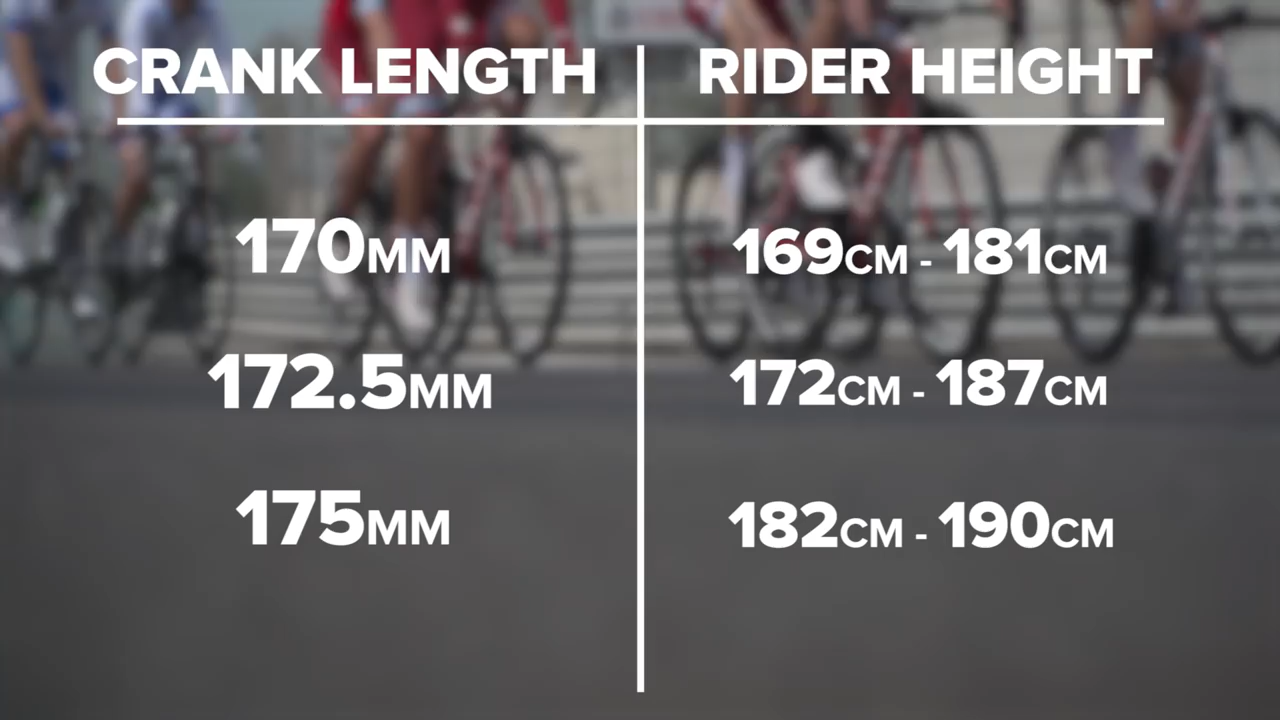 CRANK LENGTH RIDER HEIGHT
170MM 169CM - 181CM
172.5MM 172CM - 187CM
175MM 182CM - 190CM